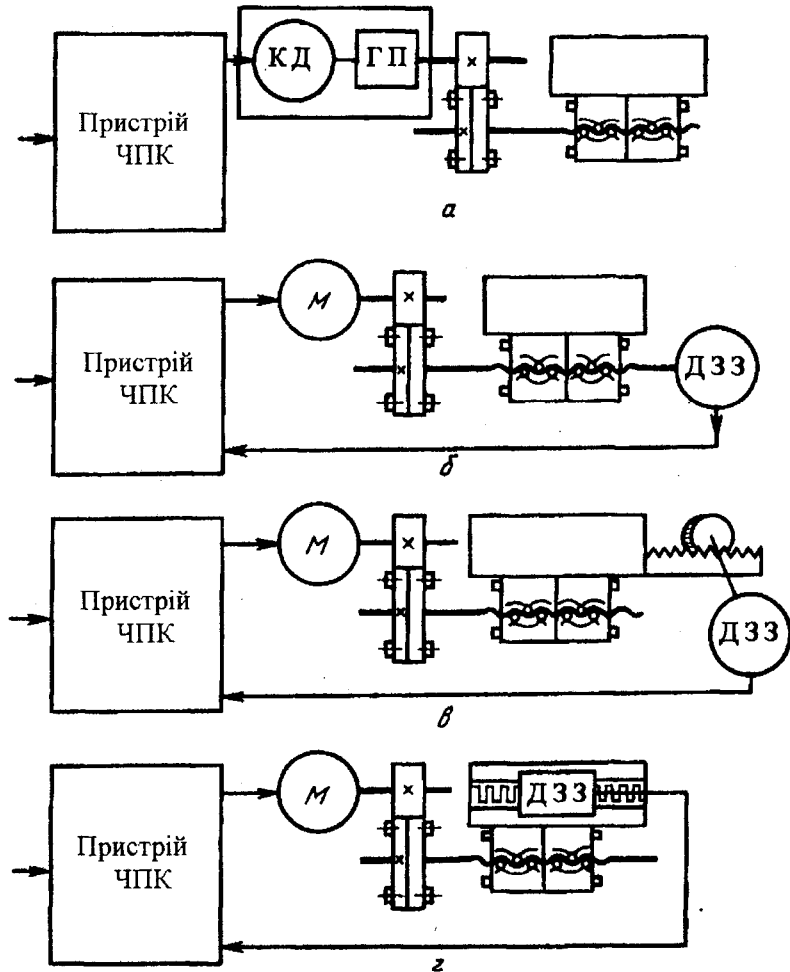 КД ГП
Пристрій
ЧПК
а
М
ДЗЗ
Пристрій
ЧПК
б
М
Пристрій
ЧПК
ДЗЗ
в
М
ДЗЗ
Пристрій
ЧПК
г